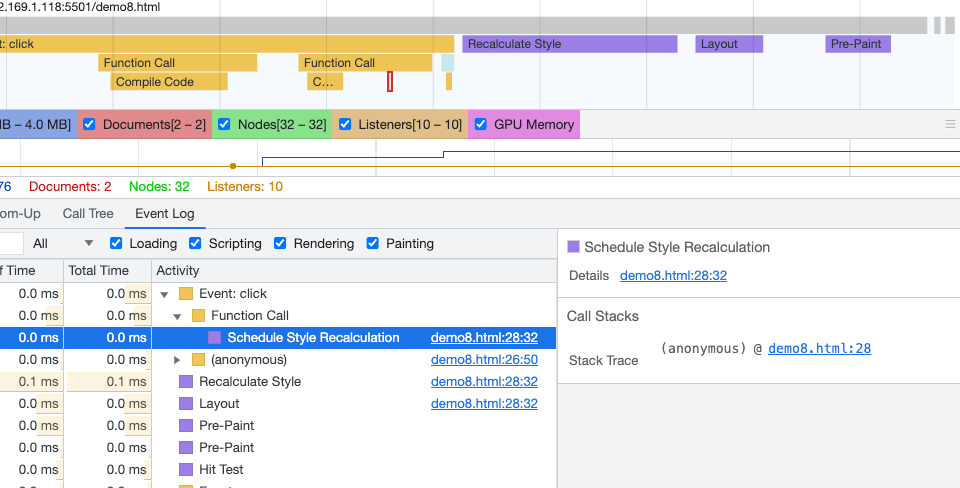 2.169.1.118:5501/demo8.html
t: click
Recalculate Style
Layout
Pre-Paint
Function Call
Function Call
Compile Code
C...
MB – 4.0 MB]
Documents[2 – 2]
Nodes[32 – 32]
Listeners[10 – 10]
GPU Memory
76 Documents: 2 Nodes: 32 Listeners: 10
om-Up Call Tree Event Log
All Loading Scripting Rendering Painting
f Time Total Time Activity
0.0 ms 0.0 ms Event: click
0.0 ms 0.0 ms Function Call
0.0 ms 0.0 ms Schedule Style Recalculation demo8.html:28:32
0.0 ms 0.0 ms (anonymous) demo8.html:26:50
0.1 ms 0.1 ms Recalculate Style demo8.html:28:32
0.0 ms 0.0 ms Layout demo8.html:28:32
0.0 ms 0.0 ms Pre-Paint
0.0 ms 0.0 ms Pre-Paint
0.0 ms 0.0 ms Hit Test
Schedule Style Recalculation
Details demo8.html:28:32
Call Stacks
Stack Trace (anonymous) @ demo8.html:28